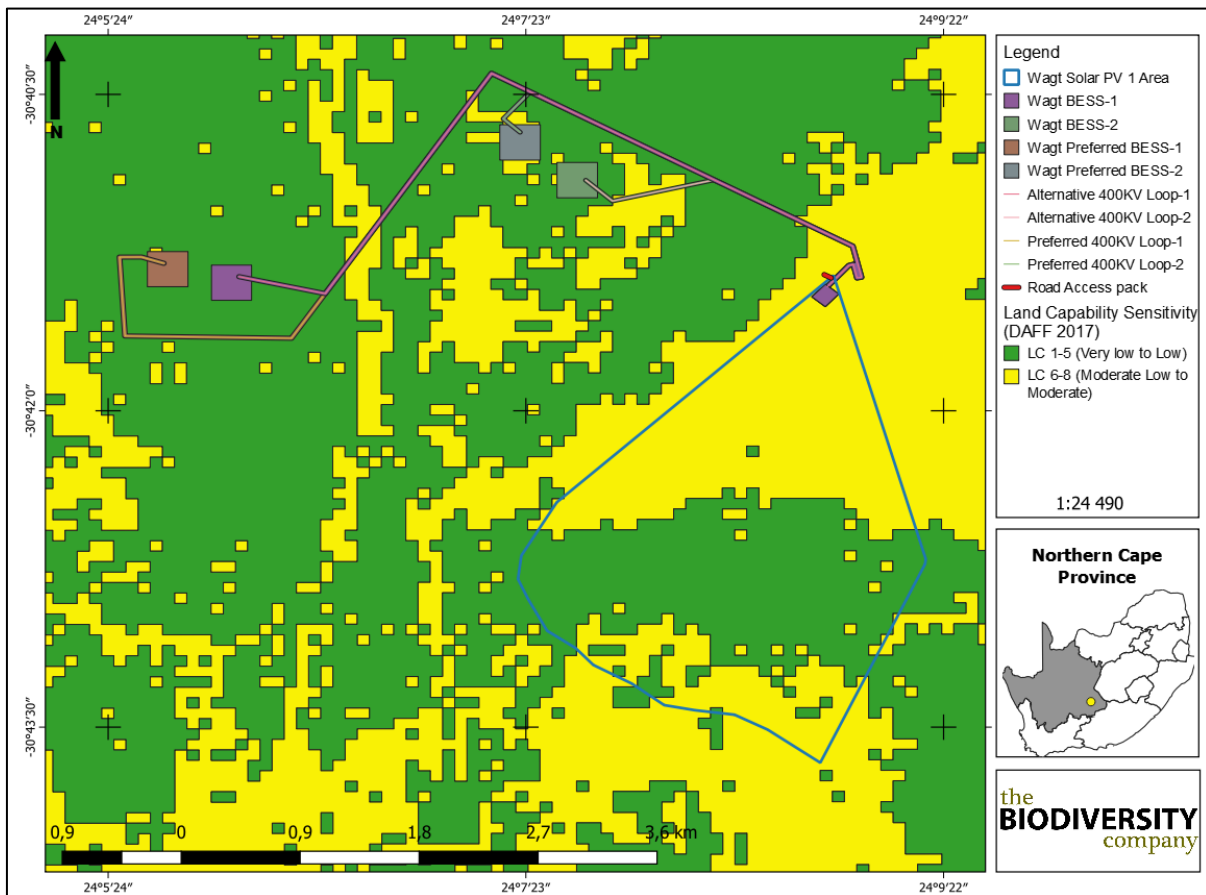 24°5′24″ 24°7′23″ 24°9′22″
-30°40′30″
-30°42′0″
-30°43′30″
N
0,9 0 0,9 1,8 2,7 3,6 km
24°5′24″ 24°7′23″ 24°9′22″
Legend
Wagt Solar PV 1 Area
Wagt BESS-1
Wagt BESS-2
Wagt Preferred BESS-1
Wagt Preferred BESS-2
Alternative 400KV Loop-1
Alternative 400KV Loop-2
Preferred 400KV Loop-1
Preferred 400KV Loop-2
Road Access pack
Land Capability Sensitivity
(DAFF 2017)
LC 1-5 (Very low to Low)
LC 6-8 (Moderate Low to
Moderate)
1:24 490
Northern Cape
Province
the
BIODIVERSITY
company